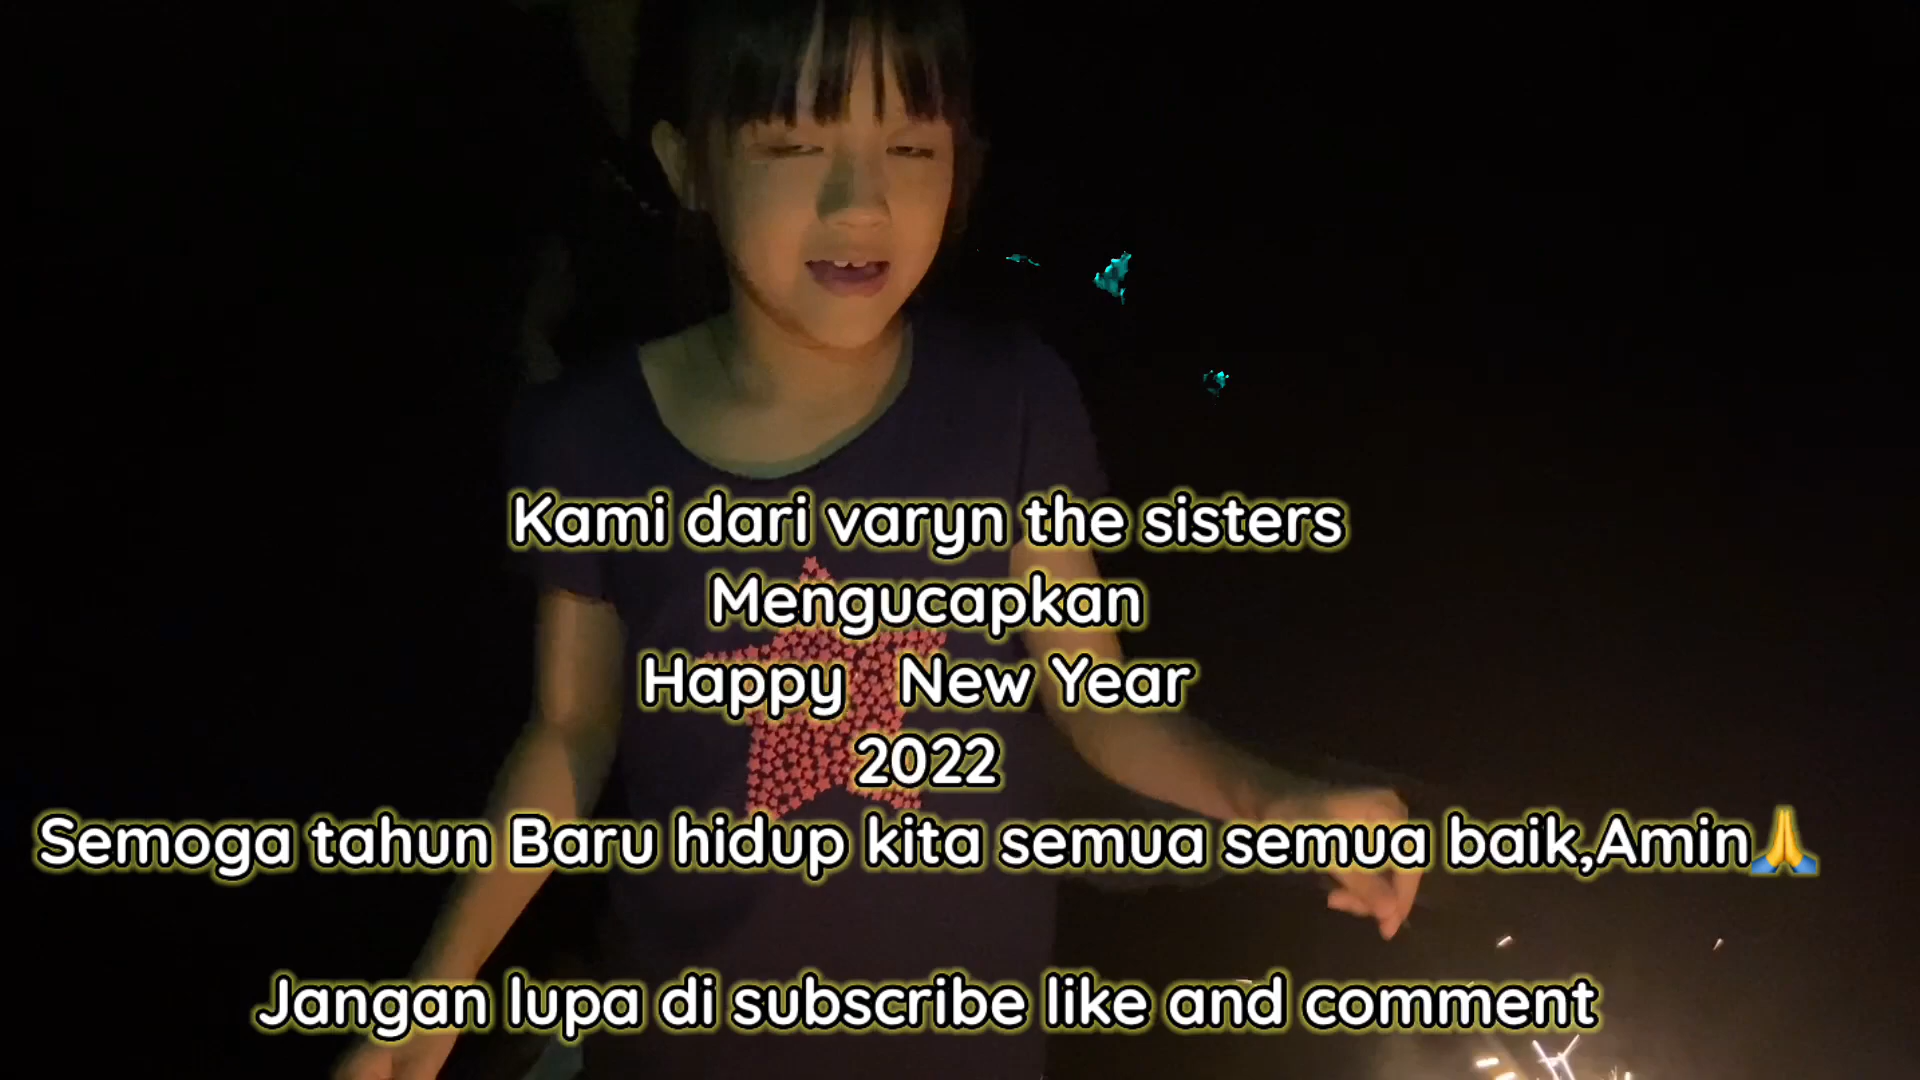 Kami dari varyn the sisters
Mengucapkan
Happy New Year
2022
Semoga tahun Baru hidup kita semua semua baik,Amin🙏
Jangan lupa di subscribe like and comment